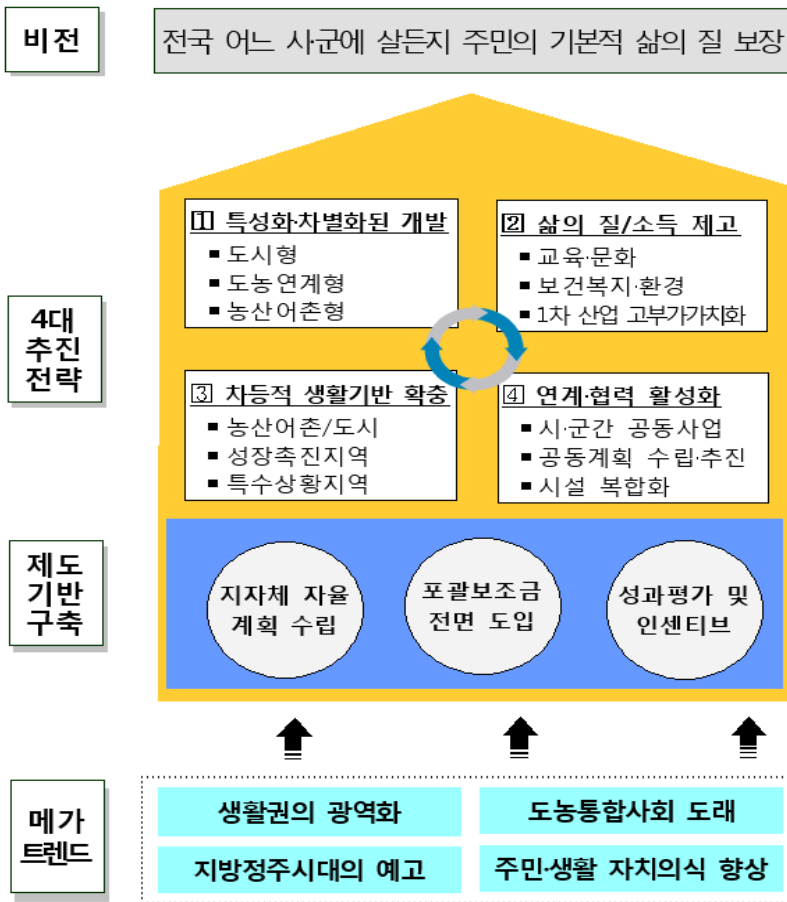 비전
전국 어느 시·군에 살든지 주민의 기본적 삶의 질 보장
4대
추진
전략
1 특성화·차별화된 개발
▪ 도시형
▪ 도농연계형
▪ 농산어촌형
2 삶의 질/소득 제고
▪ 교육·문화
▪ 보건복지·환경
▪ 1차 산업 고부가가치화
3 차등적 생활기반 확충
▪ 농산어촌/도시
▪ 성장촉진지역
▪ 특수상황지역
4 연계·협력 활성화
▪ 시·군간 공동사업
▪ 공동계획 수립·추진
▪ 시설 복합화
제도
기반
구축
지자체 자율
계획 수립
포괄보조금
전면 도입
성과평가 및
인센티브
메가
트렌드
생활권의 광역화
도농통합사회 도래
지방정주시대의 예고
주민·생활 자치의식 향상